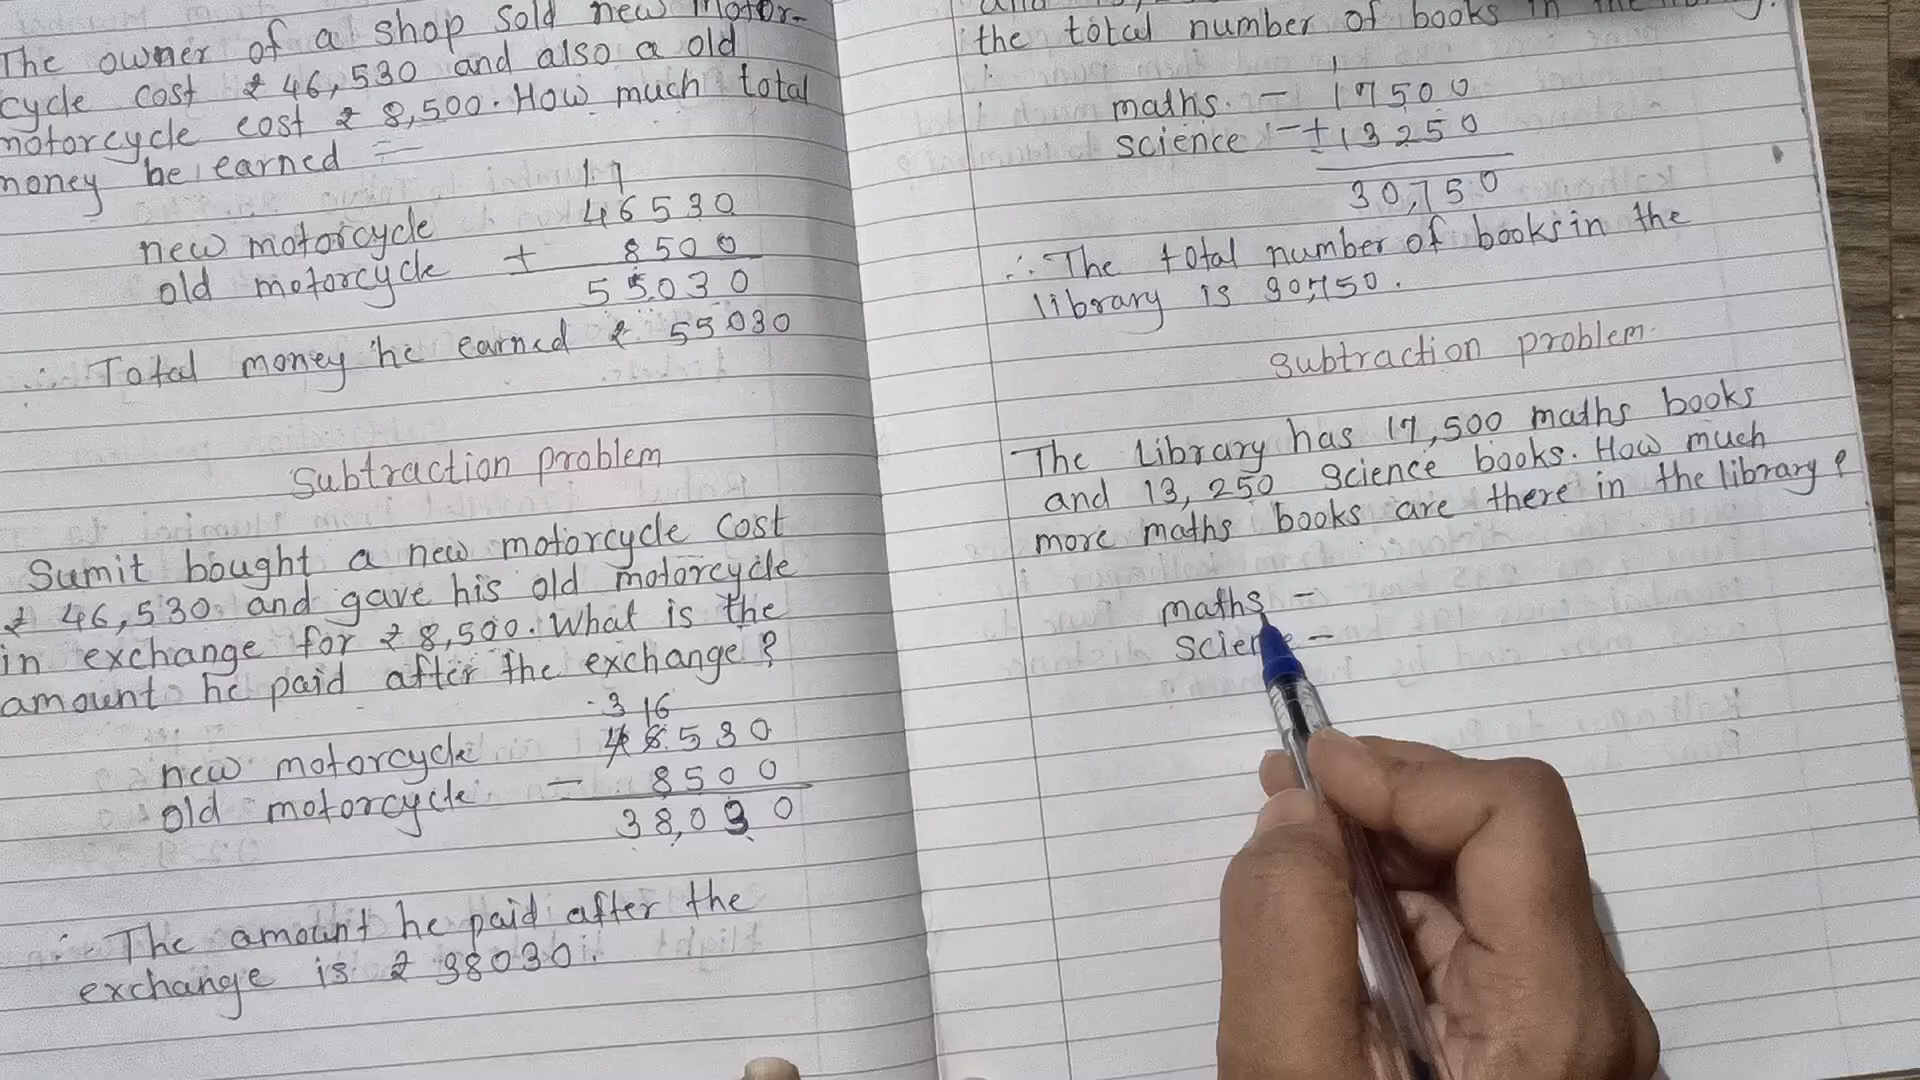 The owner of a shop sold new motor-
cycle cost ₹ 46,530 and also a old
motorcycle cost ₹ 8,500. How much total
money he earned =
1 1
new motorcycle 46530
old motorcycle + 8500
55030
∴ Total money he earned ₹ 55030
Subtraction problem
Sumit bought a new motorcycle cost
₹ 46,530 and gave his old motorcycle
in exchange for ₹ 8,500. What is the
amount he paid after the exchange?
3 16
new motorcycle 46530
old motorcycle - 8500
38,030
∴ The amount he paid after the
exchange is ₹ 38030.
the total number of books in the
1
maths. - 17500
science - +13250
30,750
∴ The total number of books in the
library is 30,750.
Subtraction problem
The Library has 17,500 maths books
and 13,250 Science books. How much
more maths books are there in the library?
maths -
Science -